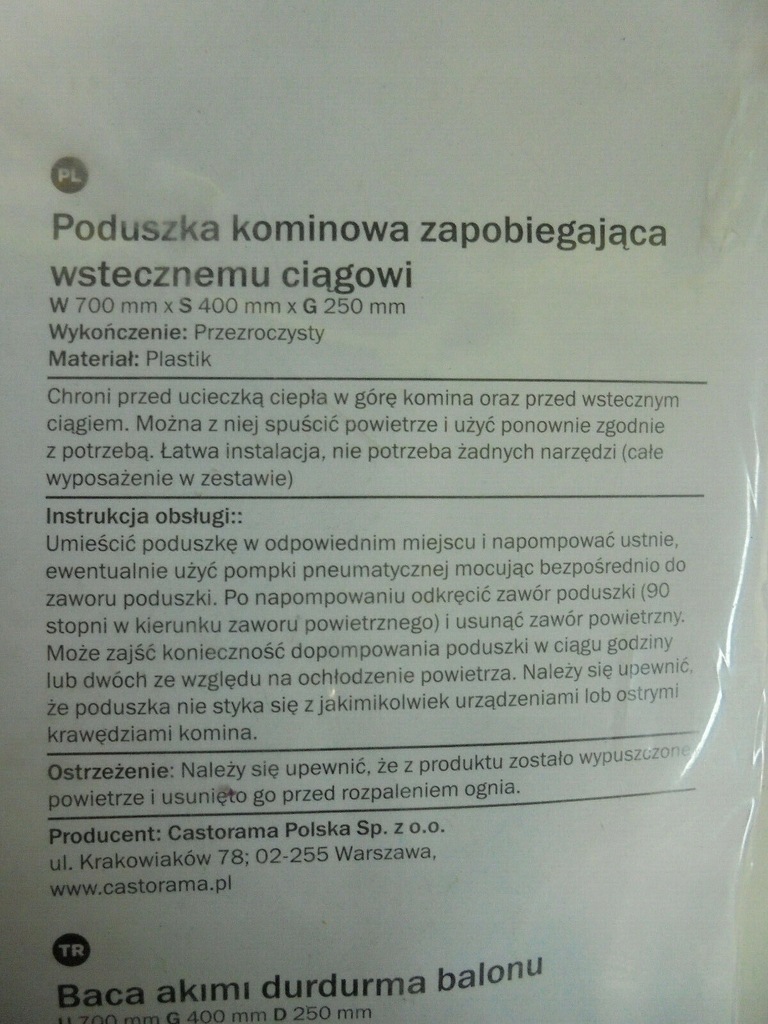 PL
Poduszka kominowa zapobiegająca
wstecznemu ciągowi
W 700 mm x S 400 mm x G 250 mm
Wykończenie: Przezroczysty
Materiał: Plastik
Chroni przed ucieczką ciepła w górę komina oraz przed wstecznym
ciągiem. Można z niej spuścić powietrze i użyć ponownie zgodnie
z potrzebą. Łatwa instalacja, nie potrzeba żadnych narzędzi (całe
wyposażenie w zestawie)
Instrukcja obsługi::
Umieścić poduszkę w odpowiednim miejscu i napompować ustnie,
ewentualnie użyć pompki pneumatycznej mocując bezpośrednio do
zaworu poduszki. Po napompowaniu odkręcić zawór poduszki (90
stopni w kierunku zaworu powietrznego) i usunąć zawór powietrzny.
Może zajść konieczność dopompowania poduszki w ciągu godziny
lub dwóch ze względu na ochłodzenie powietrza. Należy się upewnić,
że poduszka nie styka się z jakimikolwiek urządzeniami lob ostrymi
krawędziami komina.
Ostrzeżenie: Należy się upewnić, że z produktu zostało wypuszczone
powietrze i usunięto go przed rozpaleniem ognia.
Producent: Castorama Polska Sp. z o.o.
ul. Krakowiaków 78; 02-255 Warszawa,
www.castorama.pl
TR
Baca akımı durdurma balonu
U 700 mm G 400 mm D 250 mm